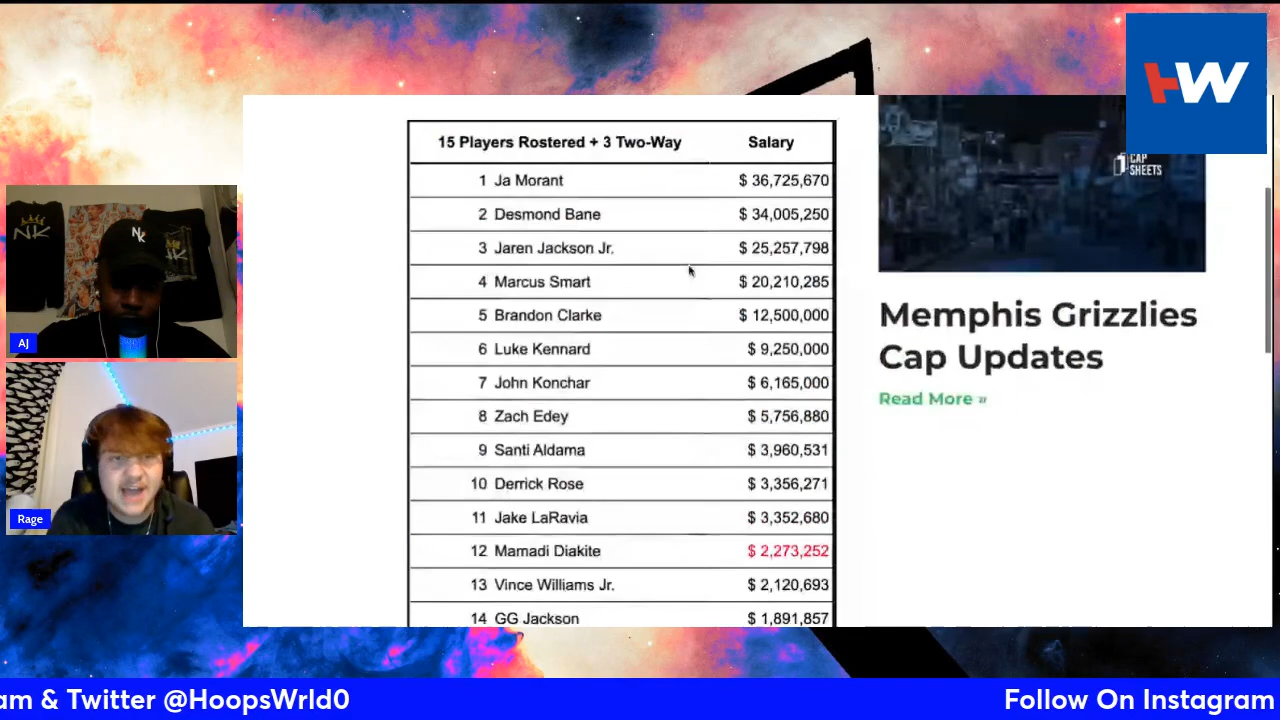 HW
CAP
SHEETS
15 Players Rostered + 3 Two-Way Salary
1 Ja Morant $ 36,725,670
2 Desmond Bane $ 34,005,250
3 Jaren Jackson Jr. $ 25,257,798
4 Marcus Smart $ 20,210,285
5 Brandon Clarke $ 12,500,000
6 Luke Kennard $ 9,250,000
7 John Konchar $ 6,165,000
8 Zach Edey $ 5,756,880
9 Santi Aldama $ 3,960,531
10 Derrick Rose $ 3,356,271
11 Jake LaRavia $ 3,352,680
12 Mamadi Diakite $ 2,273,252
13 Vince Williams Jr. $ 2,120,693
14 GG Jackson $ 1,891,857
Memphis Grizzlies
Cap Updates
Read More »
NK
NK
NK
AJ
Rage
am & Twitter @HoopsWrld0 Follow On Instagram